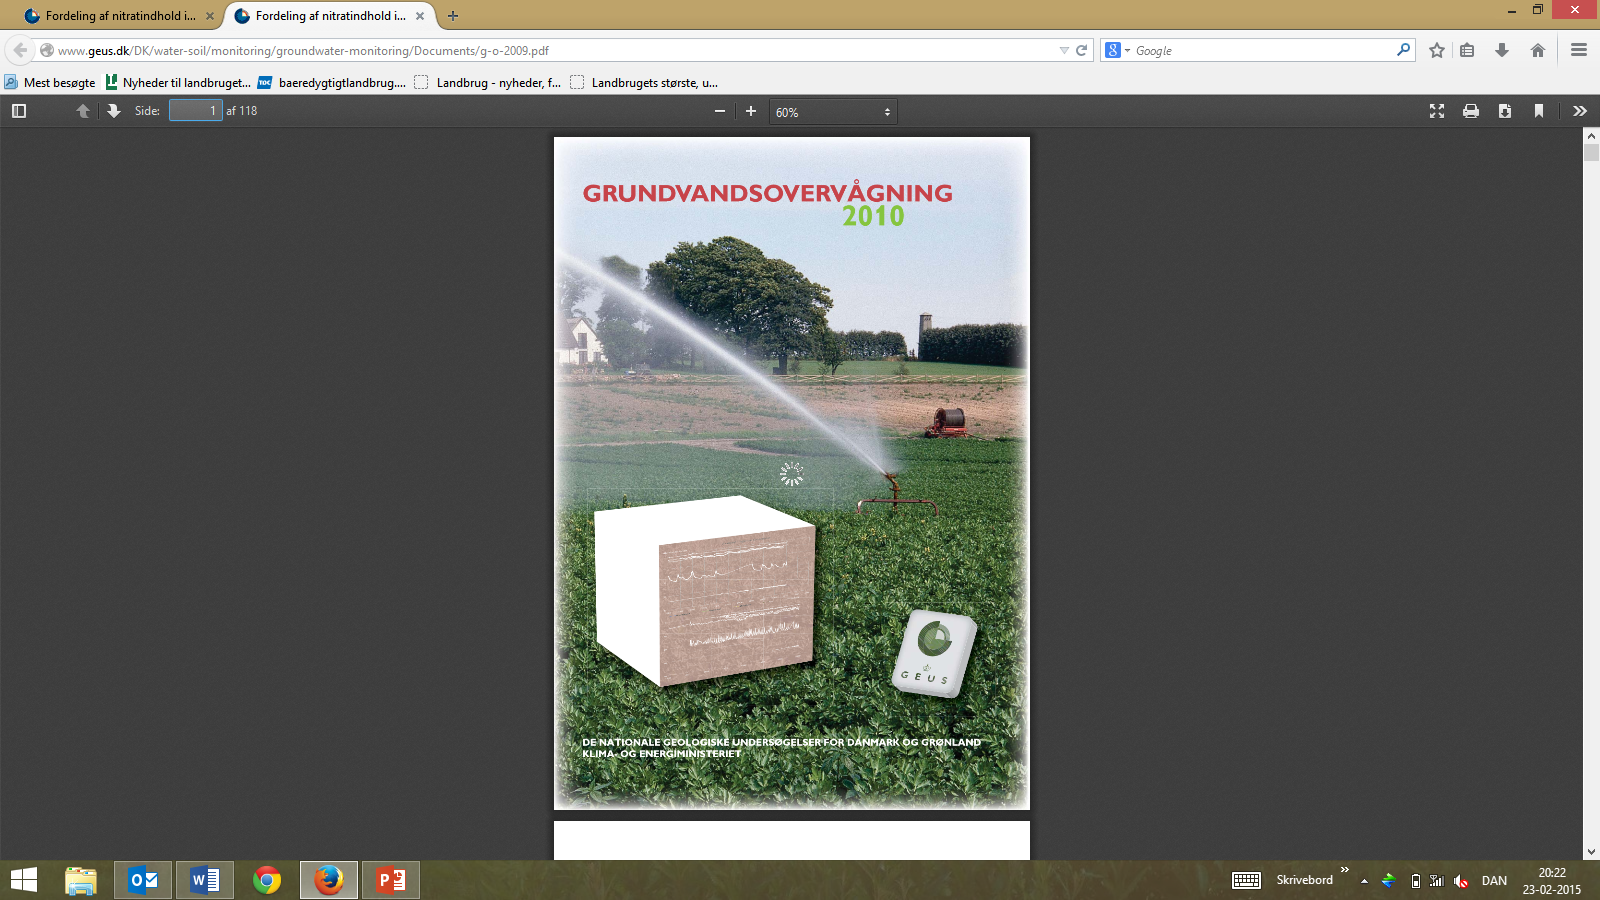 Fordeling af nitratindhold i...
Fordeling af nitratindhold i...
www.geus.dk/DK/water-soil/monitoring/groundwater-monitoring/Documents/g-o-2009.pdf
Google
Mest besøgte
Nyheder til landbruget...
TOC
baeredygtigtlandbrug....
Landbrug - nyheder, f...
Landbrugets største, u...
Side:
1
af 118
60%
GRUNDVANDSOVERVÅGNING
2010
GEUS
DE NATIONALE GEOLOGISKE UNDERSØGELSER FOR DANMARK OG GRØNLAND
KLIMA- OG ENERGIMINISTERIET
Skrivebord
DAN
20:22
23-02-2015